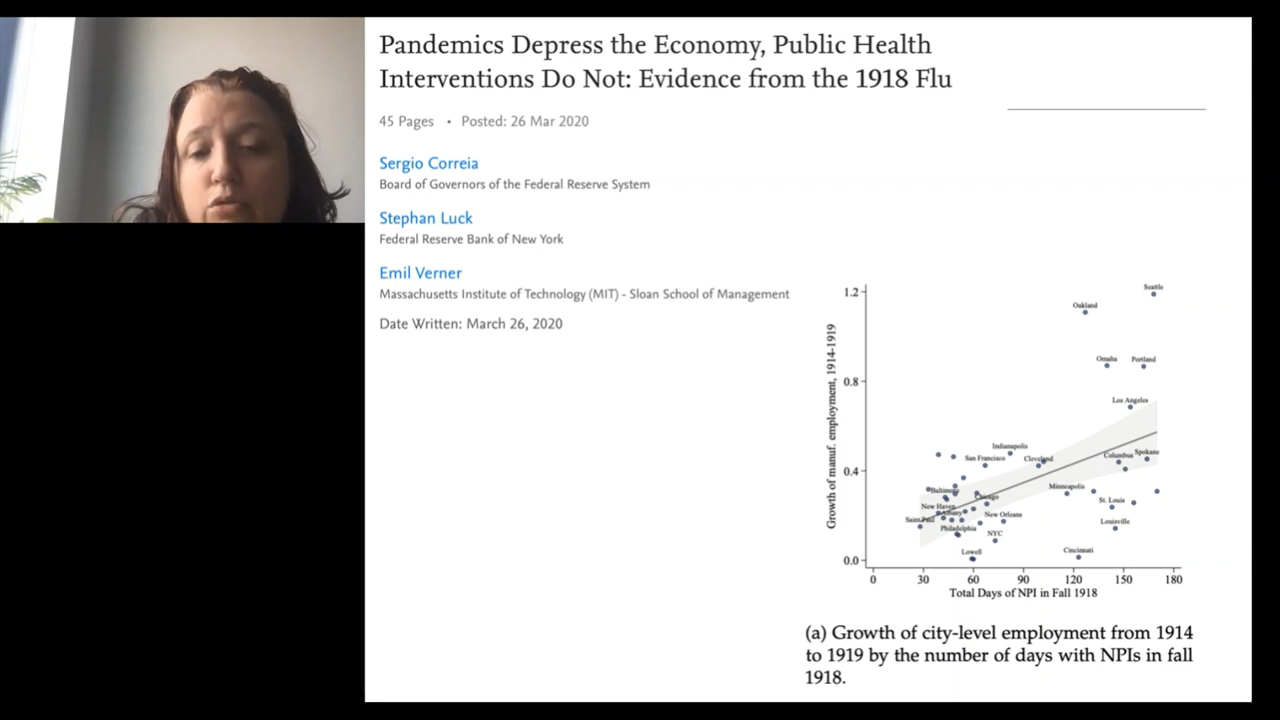 Pandemics Depress the Economy, Public Health
Interventions Do Not: Evidence from the 1918 Flu
45 Pages • Posted: 26 Mar 2020
Sergio Correia
Board of Governors of the Federal Reserve System
Stephan Luck
Federal Reserve Bank of New York
Emil Verner
Massachusetts Institute of Technology (MIT) - Sloan School of Management
Date Written: March 26, 2020
Growth of manuf. employment, 1914-1919
1.2
0.8
0.4
0.0
Seattle
Oakland
Omaha
Portland
Los Angeles
Indianapolis
San Francisco
Cleveland
Columbus
Spokane
Minneapolis
Baltimore
Chicago
St. Louis
New Haven
Albany
New Orleans
Saint Paul
Louisville
Philadelphia
NYC
Lowell
Cincinnati
0 30 60 90 120 150 180
Total Days of NPI in Fall 1918
(a) Growth of city-level employment from 1914
to 1919 by the number of days with NPIs in fall
1918.